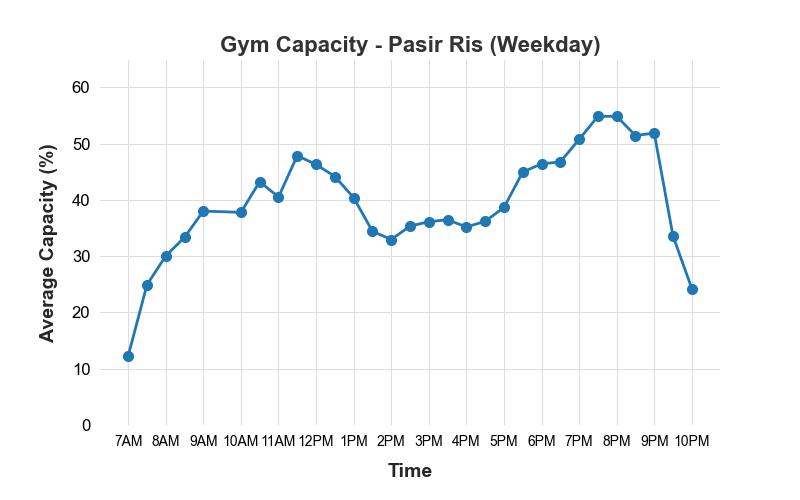 Gym Capacity - Pasir Ris (Weekday)
Average Capacity (%)
60
50
40
30
20
10
0
7AM 8AM 9AM 10AM 11AM 12PM 1PM 2PM 3PM 4PM 5PM 6PM 7PM 8PM 9PM 10PM
Time